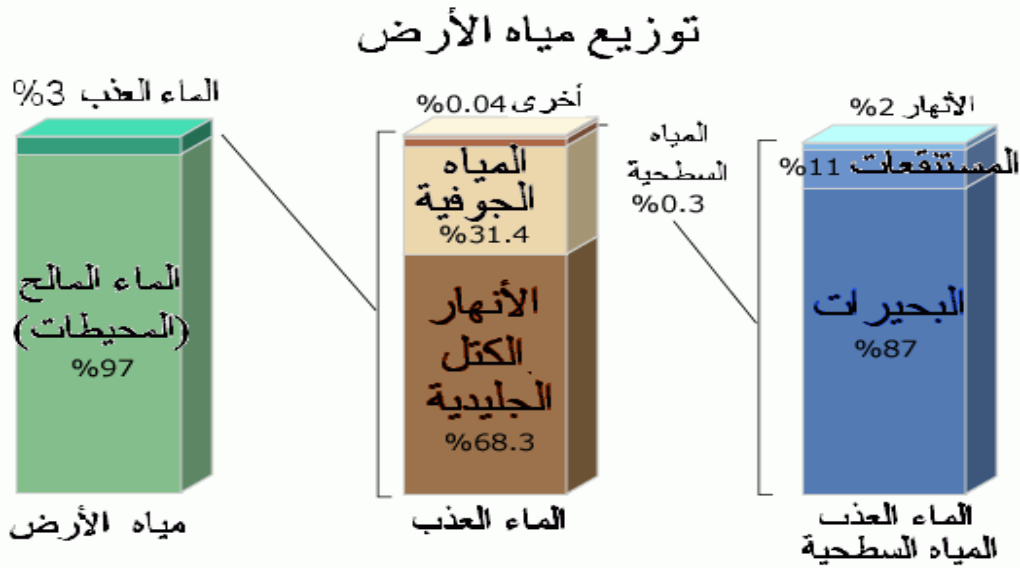 توزيع مياه الأرض
الماء العذب 3%
الماء المالح
(المحيطات)
97%
مياه الأرض
أخرى 0.04%
المياه
الجوفية
31.4%
الأنهار
الكتل
الجليدية
68.3%
الماء العذب
المياه
السطحية
0.3%
الأنهار 2%
المستنقعات 11%
البحيرات
87%
الماء العذب
المياه السطحية